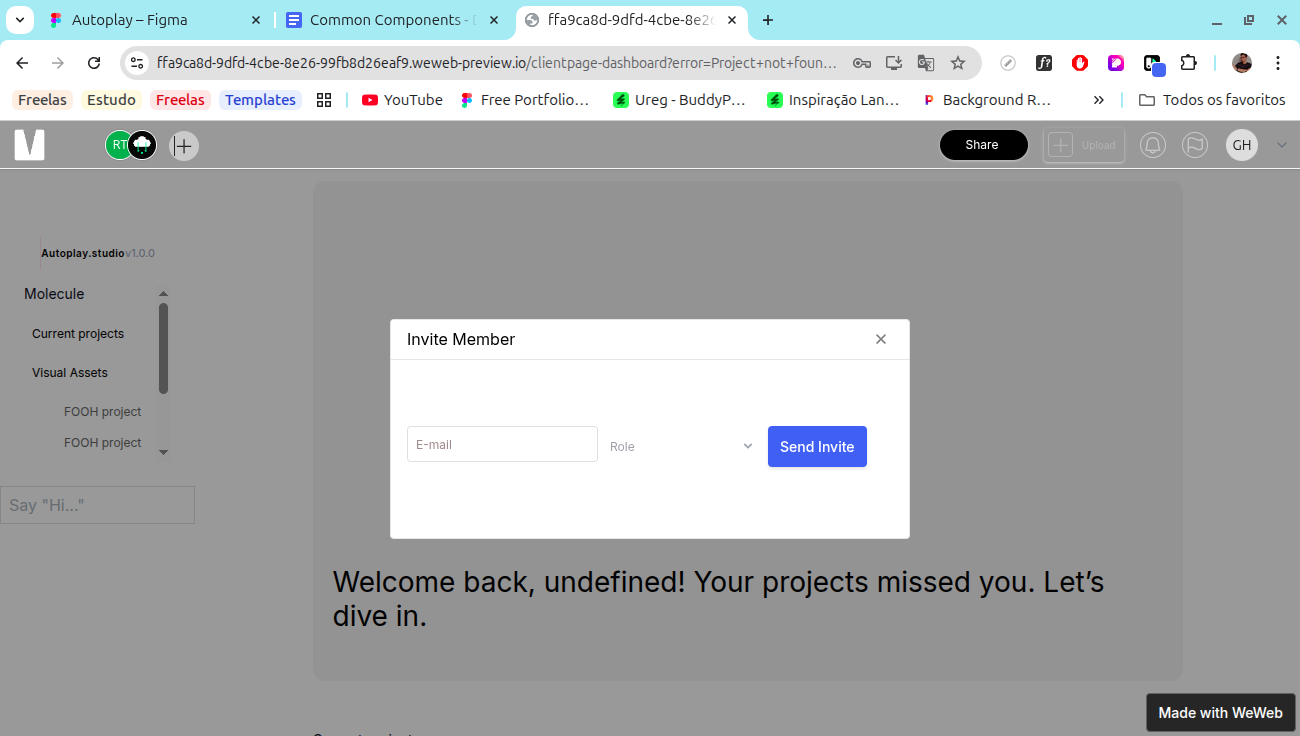 Autoplay – Figma
Common Components -
ffa9ca8d-9dfd-4cbe-8e26
ffa9ca8d-9dfd-4cbe-8e26-99fb8d26eaf9.weweb-preview.io/clientpage-dashboard?error=Project+not+foun...
Freelas
Estudo
Freelas
Templates
YouTube
Free Portfolio...
Ureg - BuddyP...
Inspiração Lan...
Background R...
Todos os favoritos
RT
Share
Upload
GH
Autoplay.studio v1.0.0
Molecule
Current projects
Visual Assets
FOOH project
FOOH project
Say "Hi..."
Invite Member
E-mail
Role
Send Invite
Welcome back, undefined! Your projects missed you. Let’s
dive in.
Made with WeWeb